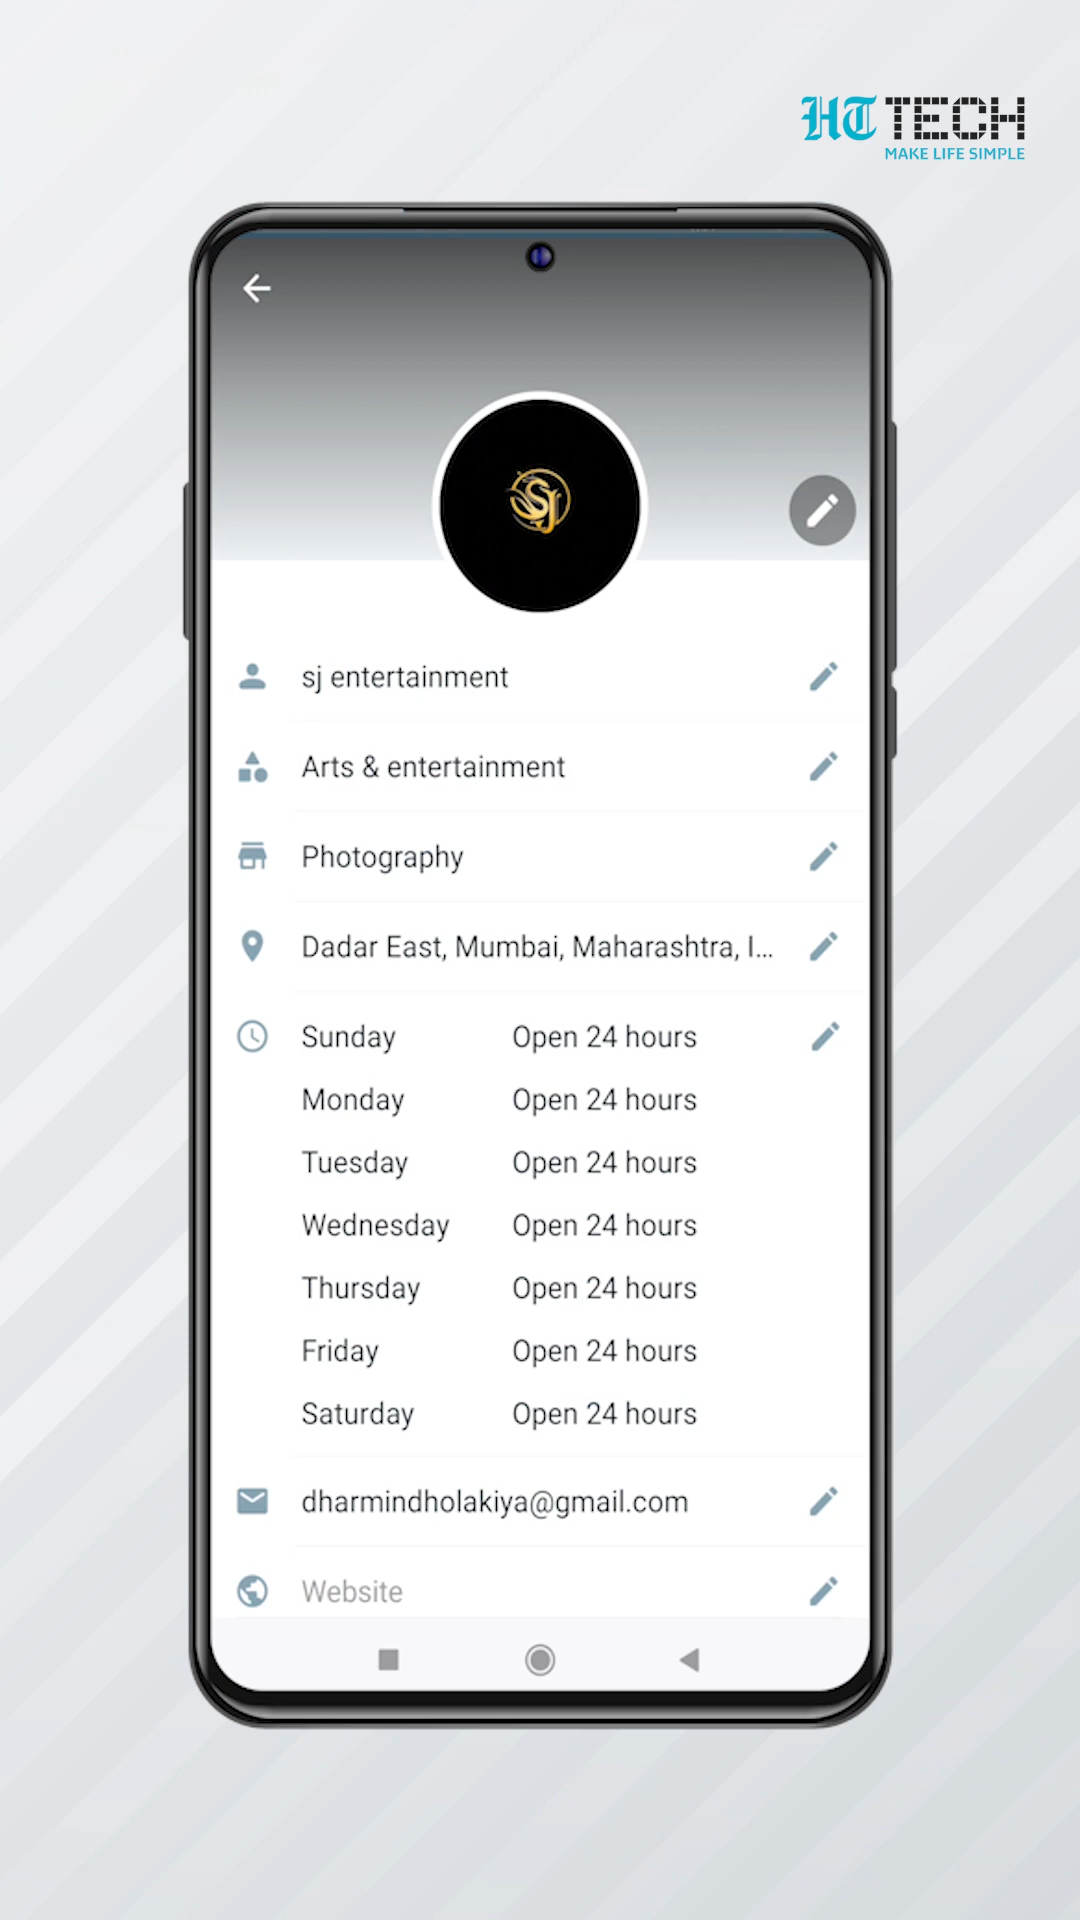 HT TECH
MAKE LIFE SIMPLE
SJ
sj entertainment
Arts & entertainment
Photography
Dadar East, Mumbai, Maharashtra, I...
Sunday Open 24 hours
Monday Open 24 hours
Tuesday Open 24 hours
Wednesday Open 24 hours
Thursday Open 24 hours
Friday Open 24 hours
Saturday Open 24 hours
dharmindholakiya@gmail.com
Website